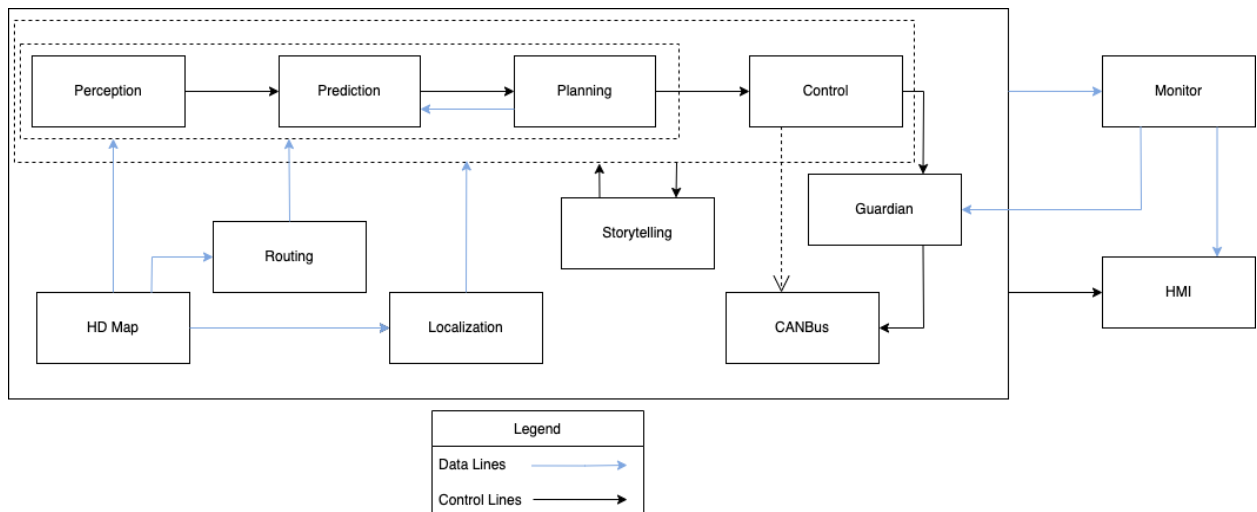 Perception
Prediction
Planning
Control
Monitor
Guardian
Storytelling
Routing
HD Map
Localization
CANBus
HMI
Legend
Data Lines
Control Lines